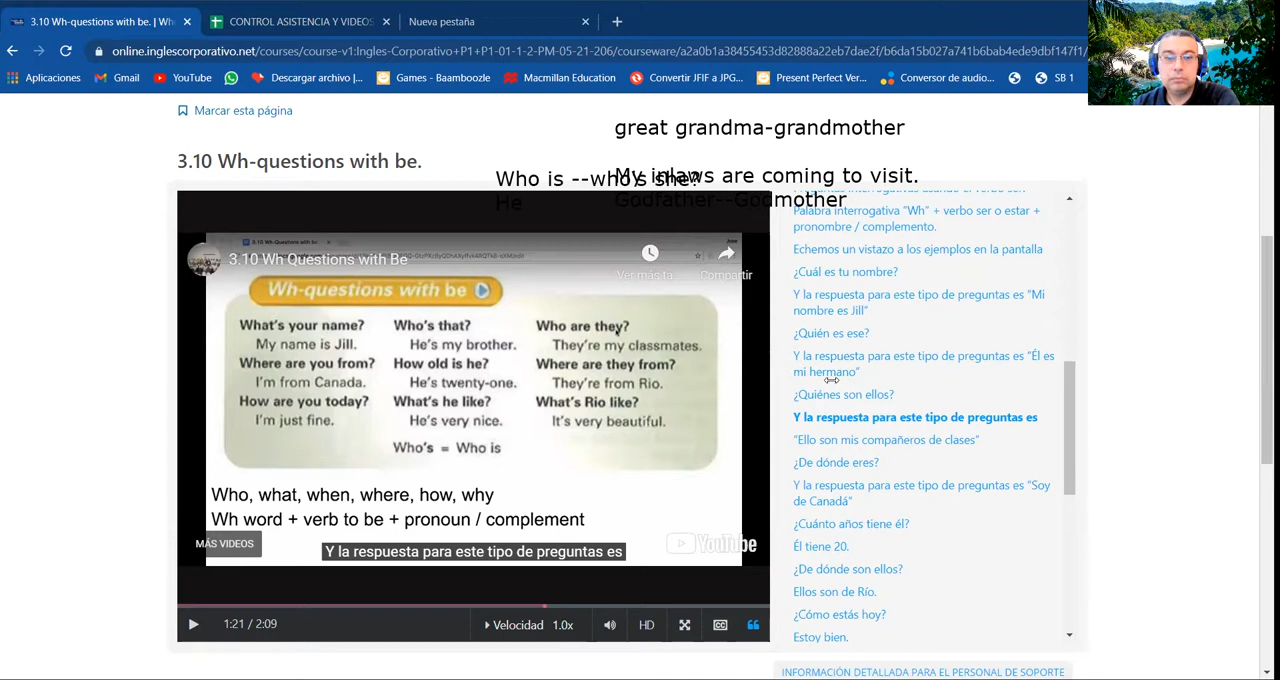 3.10 Wh-questions with be. | Wh
CONTROL ASISTENCIA Y VIDEOS
Nueva pestaña
online.inglescorporativo.net/courses/course-v1:Ingles-Corporativo+P1+P1-01-1-2-PM-05-21-206/courseware/a2a0b1a38455453d82888a22eb7dae2f/b6da15b027a741b6bab4ede9dbf147f1/
Aplicaciones
Gmail
YouTube
Descargar archivo |...
Games - Baamboozle
Macmillan Education
Convertir JFIF a JPG...
Present Perfect Ver...
Conversor de audio...
SB 1
Marcar esta página
great grandma-grandmother
3.10 Wh-questions with be.
Who is --who's she?
My inlaws are coming to visit.
He
Godfather--Godmother
3.10 Wh Questions with Be
Compartir
Wh-questions with be
What's your name?
My name is Jill.
Where are you from?
I'm from Canada.
How are you today?
I'm just fine.
Who's that?
He's my brother.
How old is he?
He's twenty-one.
What's he like?
He's very nice.
Who's = Who is
Who are they?
They're my classmates.
Where are they from?
They're from Rio.
What's Rio like?
It's very beautiful.
Who, what, when, where, how, why
Wh word + verb to be + pronoun / complement
MÁS VIDEOS
Y la respuesta para este tipo de preguntas es
YouTube
1:21 / 2:09
Velocidad 1.0x
HD
Palabra interrogativa “Wh” + verbo ser o estar +
pronombre / complemento.
Echemos un vistazo a los ejemplos en la pantalla
¿Cuál es tu nombre?
Y la respuesta para este tipo de preguntas es “Mi
nombre es Jill”
¿Quién es ese?
Y la respuesta para este tipo de preguntas es “Él es
mi hermano”
¿Quiénes son ellos?
Y la respuesta para este tipo de preguntas es
“Ello son mis compañeros de clases”
¿De dónde eres?
Y la respuesta para este tipo de preguntas es “Soy
de Canadá”
¿Cuánto años tiene él?
Él tiene 20.
¿De dónde son ellos?
Ellos son de Río.
¿Cómo estás hoy?
Estoy bien.
INFORMACIÓN DETALLADA PARA EL PERSONAL DE SOPORTE